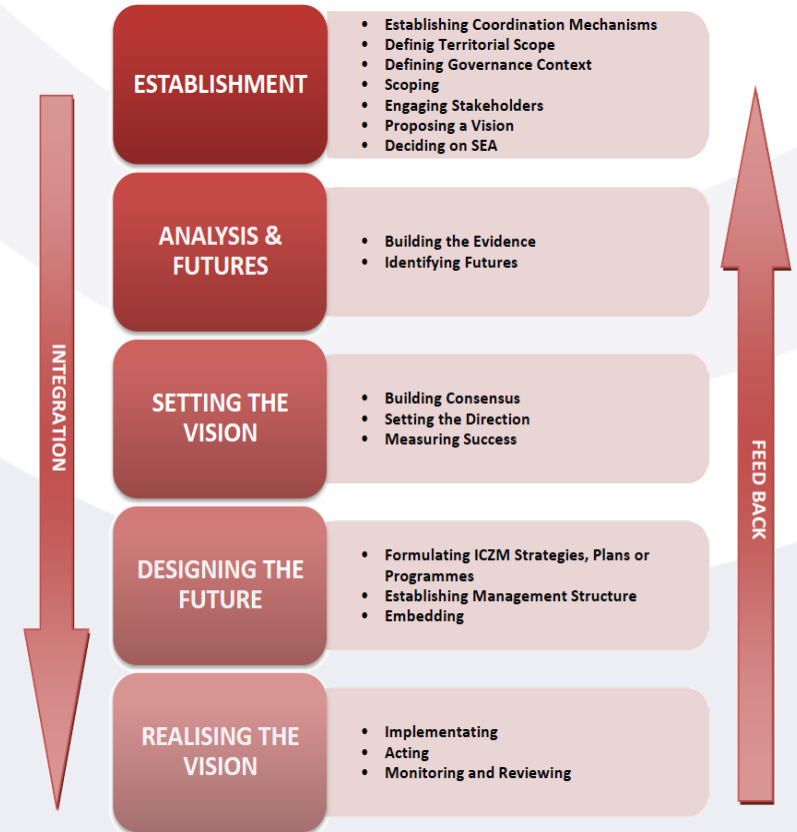 ESTABLISHMENT
• Establishing Coordination Mechanisms
• Definig Territorial Scope
• Defining Governance Context
• Scoping
• Engaging Stakeholders
• Proposing a Vision
• Deciding on SEA
ANALYSIS &
FUTURES
• Building the Evidence
• Identifying Futures
SETTING THE
VISION
• Building Consensus
• Setting the Direction
• Measuring Success
DESIGNING THE
FUTURE
• Formulating ICZM Strategies, Plans or
Programmes
• Establishing Management Structure
• Embedding
REALISING THE
VISION
• Implementating
• Acting
• Monitoring and Reviewing
INTEGRATION
FEED BACK